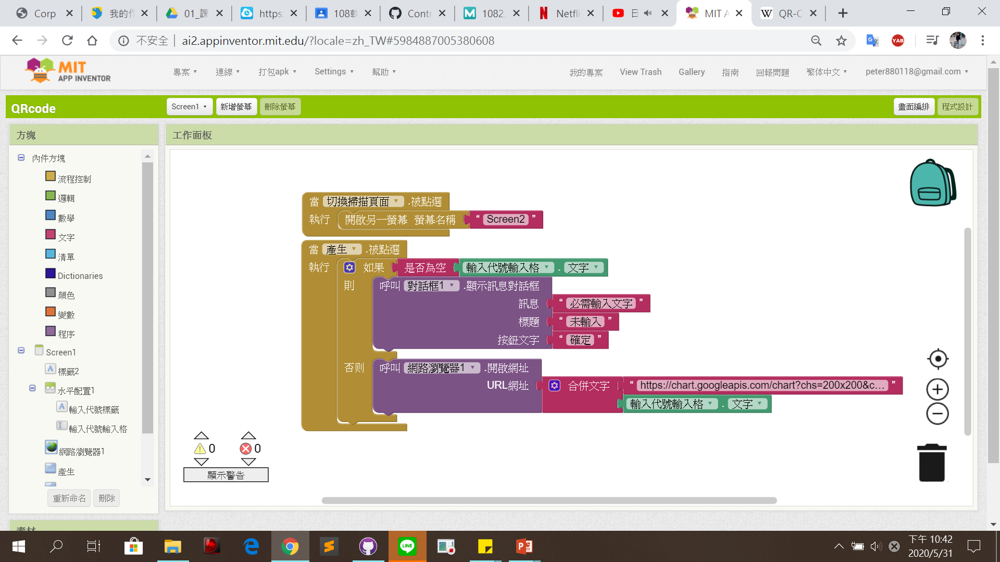 Corp
我的作
01_課
https:
108軟
Contr
1082
Netfli
日
MIT A
QR-C
不安全
ai2.appinventor.mit.edu/?locale=zh_TW#5984887005380608
MIT
APP INVENTOR
專案
連線
打包apk
Settings
幫助
我的專案
View Trash
Gallery
指南
回報問題
繁体中文
peter880118@gmail.com
QRcode
Screen1
新增螢幕
刪除螢幕
畫面編排
程式設計
方塊
工作面板
內件方塊
流程控制
邏輯
數學
文字
清單
Dictionaries
顏色
變數
程序
Screen1
標籤2
水平配置1
輸入代號標籤
輸入代號輸入格
網路瀏覽器1
產生
重新命名
刪除
素材
當 切換掃描頁面 .被點選
執行 開啟另一螢幕 螢幕名稱 “ Screen2 ”
當 產生 .被點選
執行 如果 是否為空 輸入代號輸入格 . 文字
則 呼叫 對話框1 .顯示訊息對話框
訊息 “ 必需輸入文字 ”
標題 “ 未輸入 ”
按鈕文字 “ 確定 ”
否則 呼叫 網路瀏覽器1 .開啟網址
URL網址 合併文字 “ https://chart.googleapis.com/chart?chs=200x200&c... ”
輸入代號輸入格 . 文字
0
0
顯示警告
YAB
LINE
下午 10:42
2020/5/31